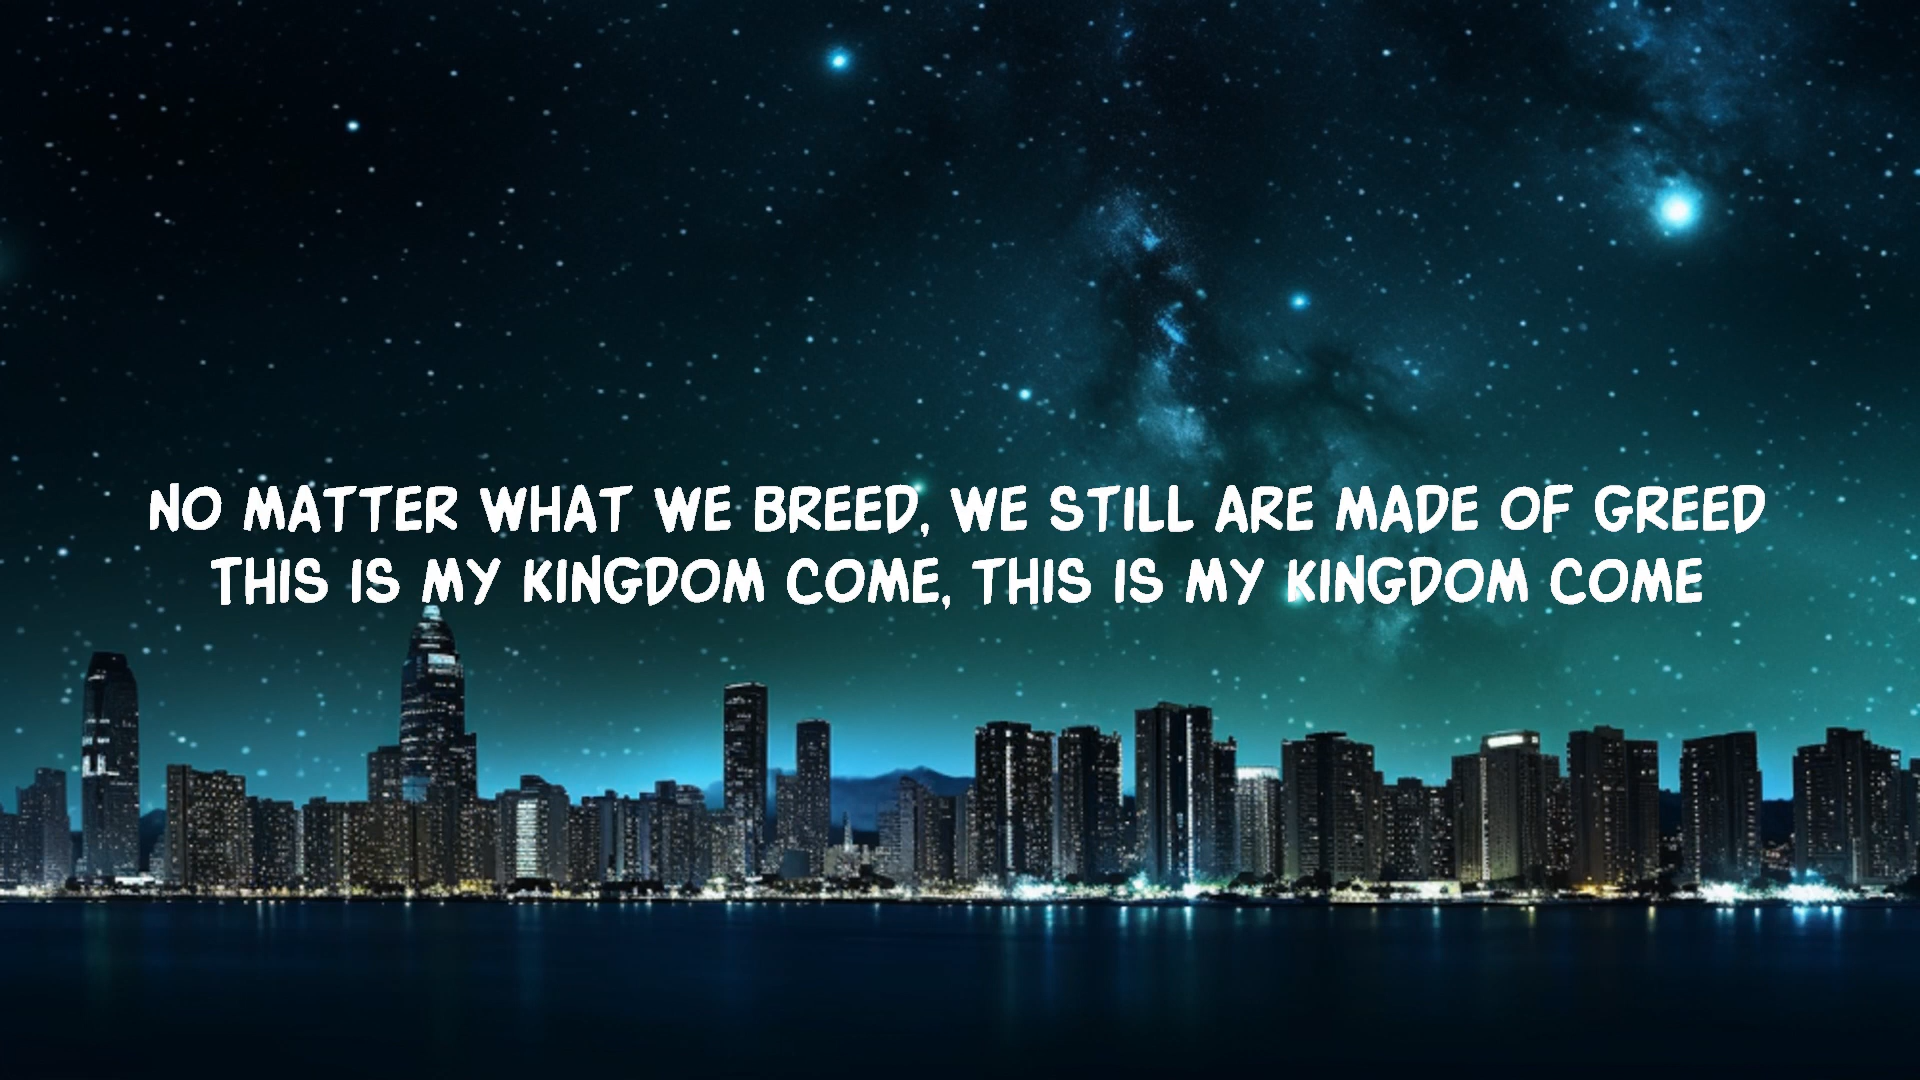 NO MATTER WHAT WE BREED, WE STILL ARE MADE OF GREED
THIS IS MY KINGDOM COME, THIS IS MY KINGDOM COME